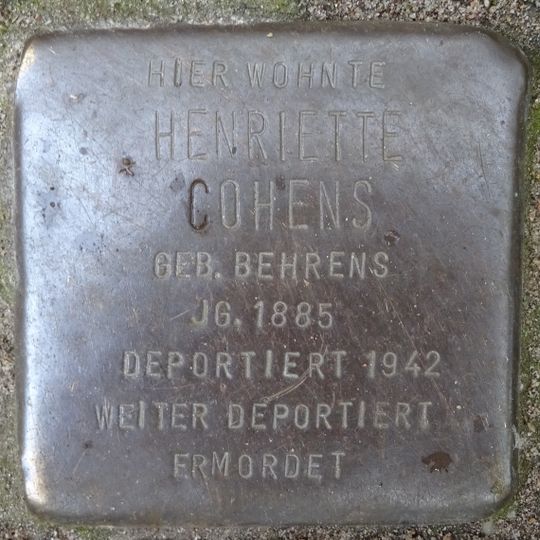 HIER WOHNTE
HENRIETTE
COHENS
GEB. BEHRENS
JG. 1885
DEPORTIERT 1942
WEITER DEPORTIERT
ERMORDET